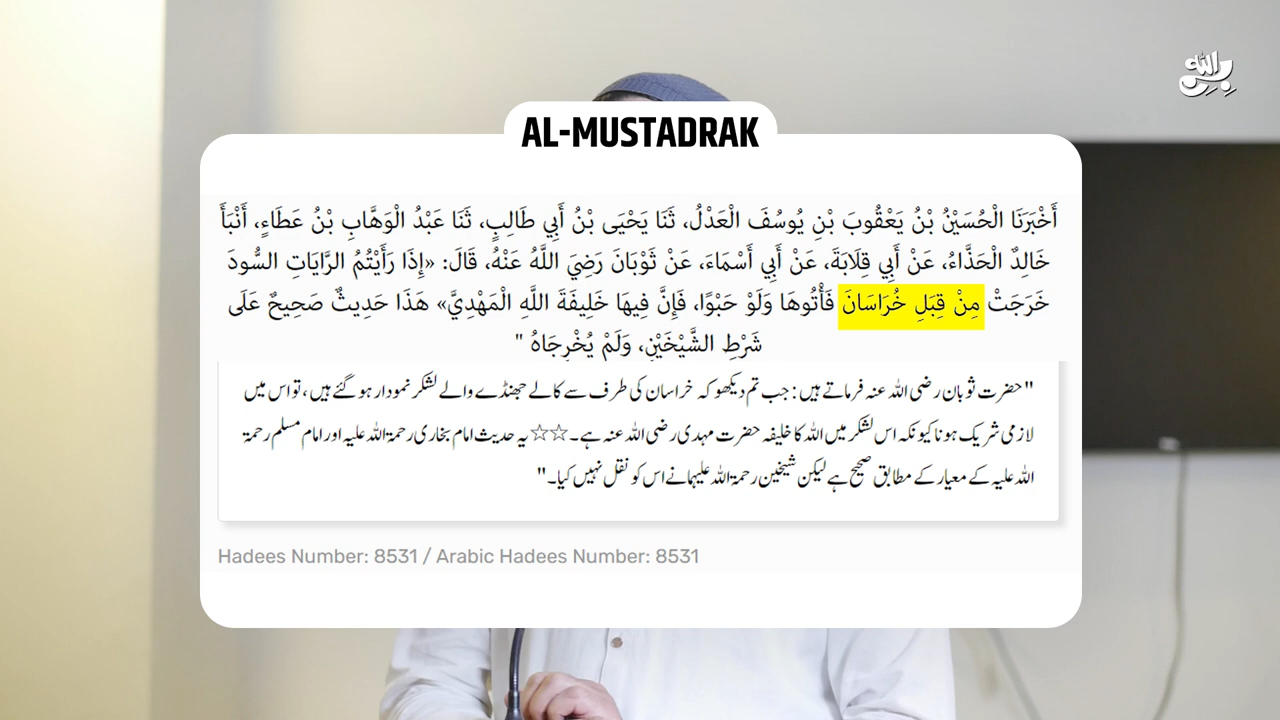 AL-MUSTADRAK
أَخْبَرَنَا الْحُسَيْنُ بْنُ يَعْقُوبَ بْنِ يُوسُفَ الْعَدْلُ، ثَنَا يَحْيَى بْنُ أَبِي طَالِبٍ، ثَنَا عَبْدُ الْوَهَّابِ بْنُ عَطَاءٍ، أَنْبَأَ
خَالِدٌ الْحَذَّاءُ، عَنْ أَبِي قِلَابَةَ، عَنْ أَبِي أَسْمَاءَ، عَنْ ثَوْبَانَ رَضِيَ اللَّهُ عَنْهُ، قَالَ: «إِذَا رَأَيْتُمُ الرَّايَاتِ السُّودَ
خَرَجَتْ مِنْ قِبَلِ خُرَاسَانَ فَأْتُوهَا وَلَوْ حَبْوًا، فَإِنَّ فِيهَا خَلِيفَةَ اللَّهِ الْمَهْدِيَّ» هَذَا حَدِيثٌ صَحِيحٌ عَلَى
شَرْطِ الشَّيْخَيْنِ، وَلَمْ يُخْرِجَاهُ "
"حضرت ثوبان رضی اللہ عنہ فرماتے ہیں : جب تم دیکھو کہ خراسان کی طرف سے کالے جھنڈے والے لشکر نمودار ہو گئے ہیں ، تو اس میں
لازمی شریک ہونا کیونکہ اس لشکر میں اللہ کا خلیفہ حضرت مہدی رضی اللہ عنہ ہے۔ ☆☆ یہ حدیث امام بخاری رحمۃ اللہ علیہ اور امام مسلم رحمۃ
اللہ علیہ کے معیار کے مطابق صحیح ہے لیکن شیخین رحمۃ اللہ علیہما نے اس کو نقل نہیں کیا۔"
Hadees Number: 8531 / Arabic Hadees Number: 8531